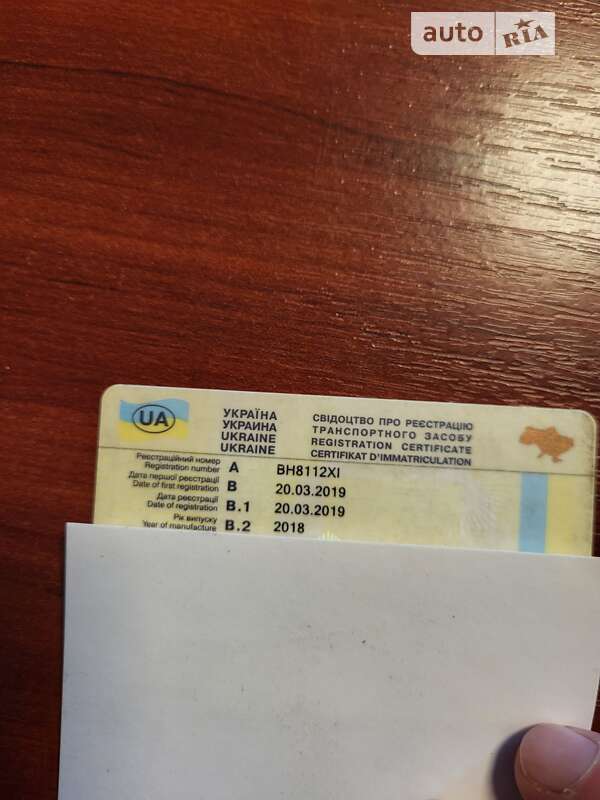 auto RIA
UA
УКРАЇНА
УКРАИНА
UKRAINE
UKRAINE
СВІДОЦТВО ПРО РЕЄСТРАЦІЮ
ТРАНСПОРТНОГО ЗАСОБУ
REGISTRATION CERTIFICATE
CERTIFIKAT D'IMMATRICULATION
Реєстраційний номер
Registration number A BH8112XI
Дата першої реєстрації
Date of first registration B 20.03.2019
Дата реєстрації
Date of registration B.1 20.03.2019
Рік випуску
Year of manufacture B.2 2018